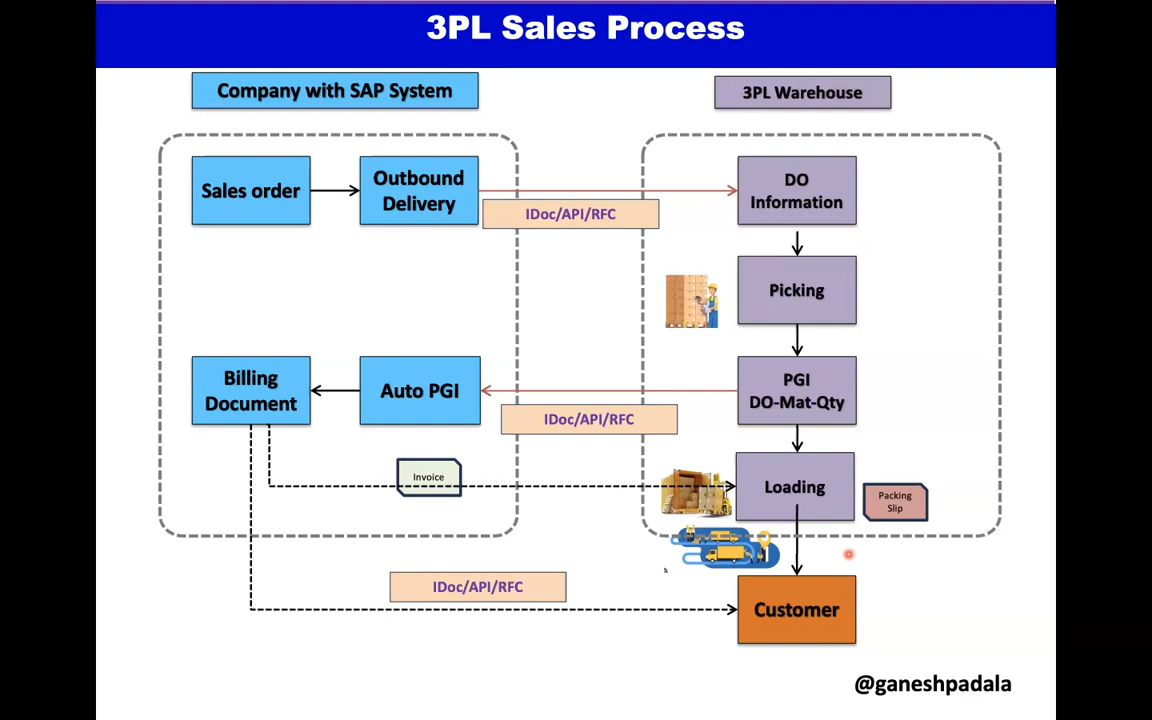 3PL Sales Process
Company with SAP System
3PL Warehouse
Sales order
Outbound
Delivery
DO
Information
IDoc/API/RFC
Picking
Billing
Document
Auto PGI
PGI
DO-Mat-Qty
IDoc/API/RFC
Invoice
Loading
Packing
Slip
IDoc/API/RFC
Customer
@ganeshpadala